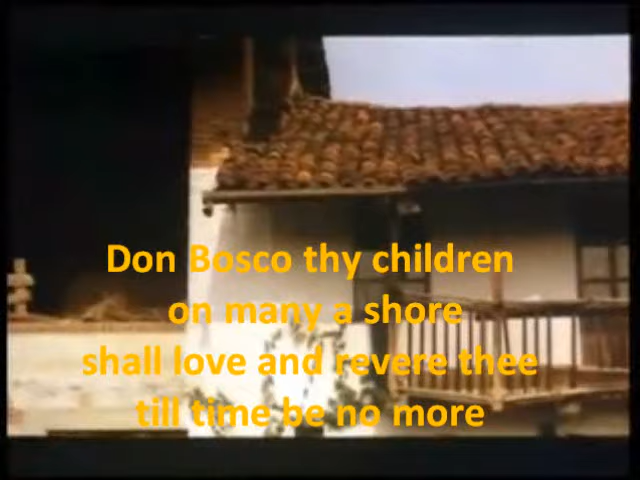 Don Bosco thy children
on many a shore
shall love and revere thee
till time be no more